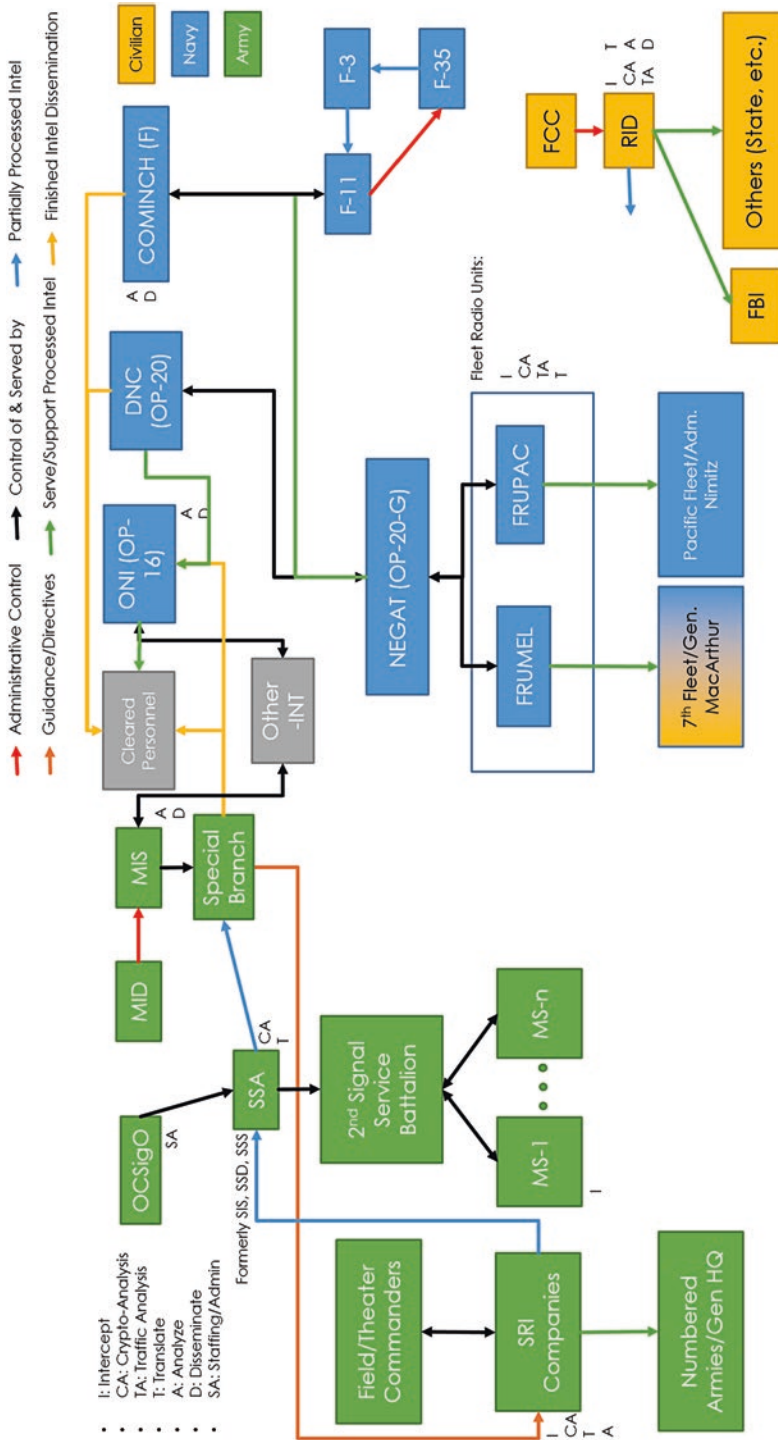 Administrative Control
Control of & Served by
Partially Processed Intel
Guidance/Directives
Serve/Support Processed Intel
Finished Intel Dissemination
• I: Intercept
• CA: Crypto-Analysis
• TA: Traffic Analysis
• T: Translate
• A: Analyze
• D: Disseminate
• SA: Staffing/Admin
OCSigO
SA
MID
MIS
A
D
Cleared
Personnel
ONI (OP-
16)
A
D
DNC
(OP-20)
COMINCH (F)
A
D
Civilian
Navy
Army
Formerly SIS, SSD, SSS
SSA
CA
T
Special
Branch
Other
-INT
F-11
F-3
F-35
Field/Theater
Commanders
2nd Signal
Service
Battalion
NEGAT (OP-20-G)
SRI
Companies
I
CA
T
A
MS-1
I
MS-n
Fleet Radio Units:
I
CA
TA
T
FRUMEL
FRUPAC
FCC
RID
I
CA
TA
T
A
D
Numbered
Armies/Gen HQ
7th Fleet/Gen.
MacArthur
Pacific Fleet/Adm.
Nimitz
FBI
Others (State, etc.)